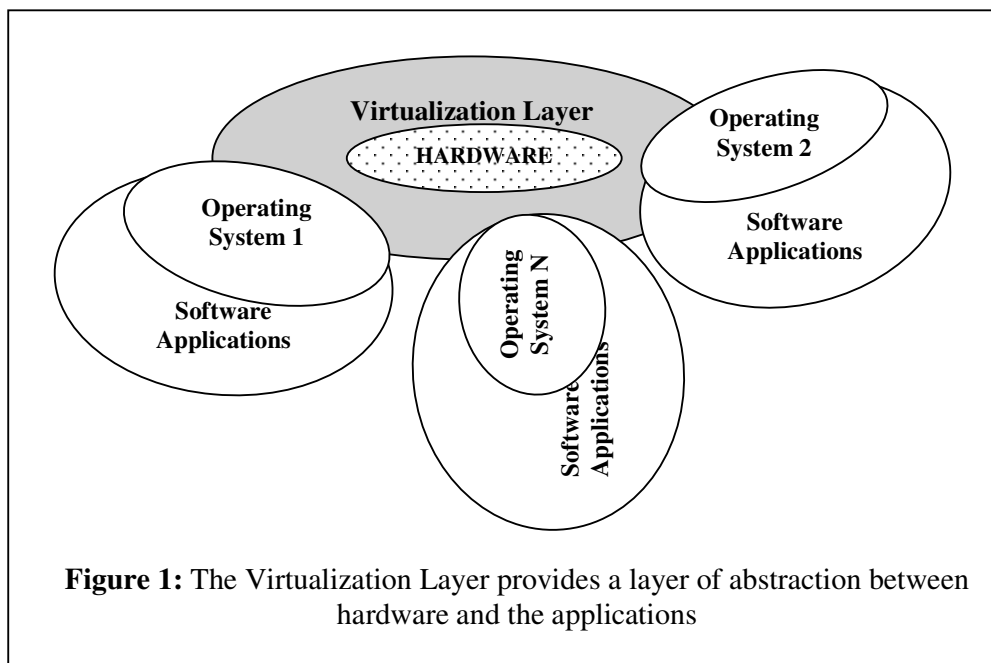 Virtualization Layer
HARDWARE
Operating
System 1
Software
Applications
Operating
System 2
Software
Applications
Operating
System N
Software
Applications
Figure 1: The Virtualization Layer provides a layer of abstraction between
hardware and the applications